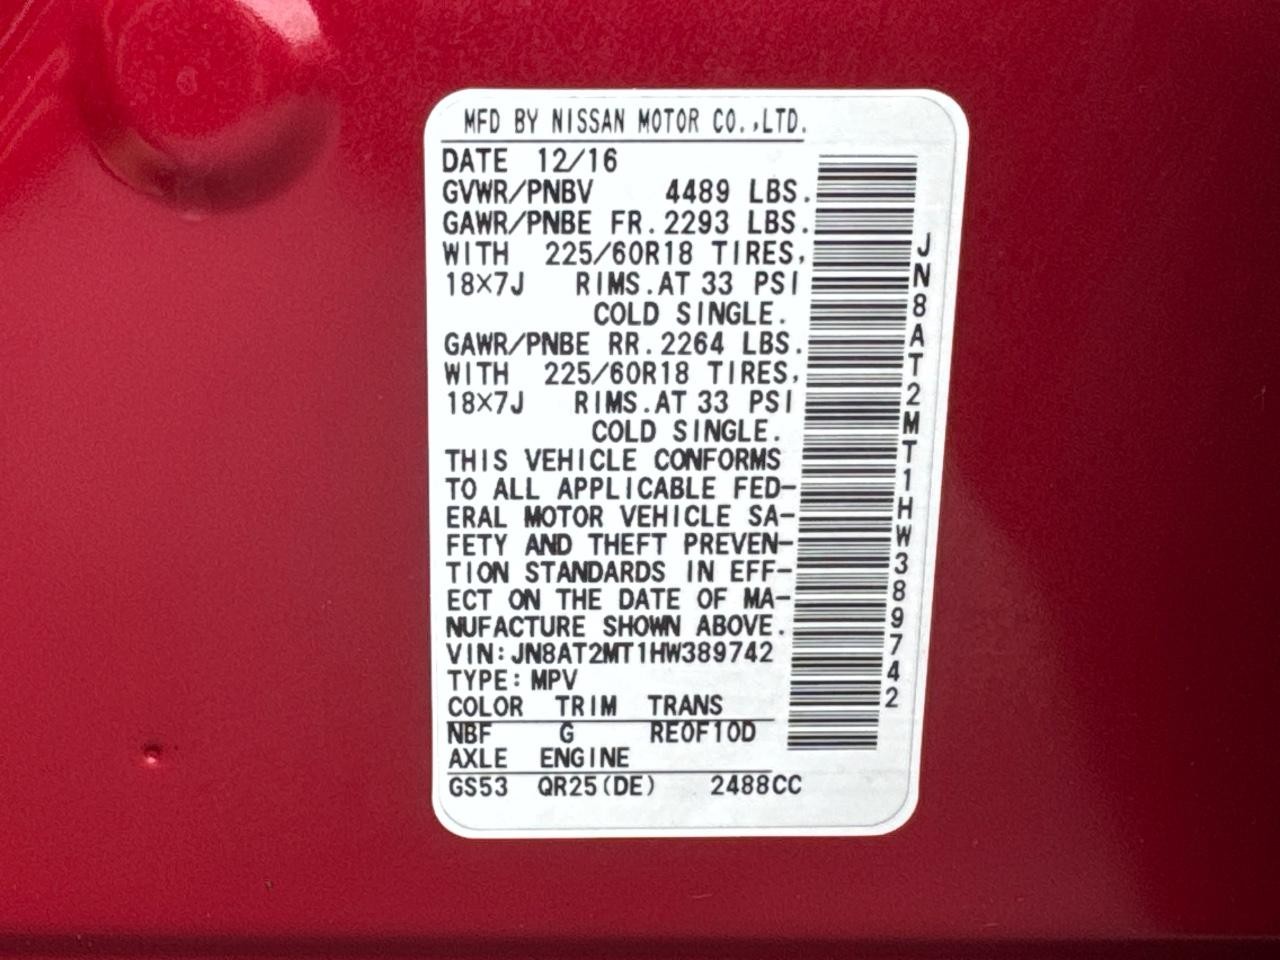 MFD BY NISSAN MOTOR CO.,LTD.
DATE 12/16
GVWR/PNBV 4489 LBS.
GAWR/PNBE FR.2293 LBS.
WITH 225/60R18 TIRES,
18×7J RIMS.AT 33 PSI
COLD SINGLE.
GAWR/PNBE RR.2264 LBS.
WITH 225/60R18 TIRES,
18×7J RIMS.AT 33 PSI
COLD SINGLE.
THIS VEHICLE CONFORMS
TO ALL APPLICABLE FED-
ERAL MOTOR VEHICLE SA-
FETY AND THEFT PREVEN-
TION STANDARDS IN EFF-
ECT ON THE DATE OF MA-
NUFACTURE SHOWN ABOVE.
VIN:JN8AT2MT1HW389742
TYPE:MPV
COLOR TRIM TRANS
NBF G RE0F10D
AXLE ENGINE
GS53 QR25(DE) 2488CC
JN8AT2MT1HW389742